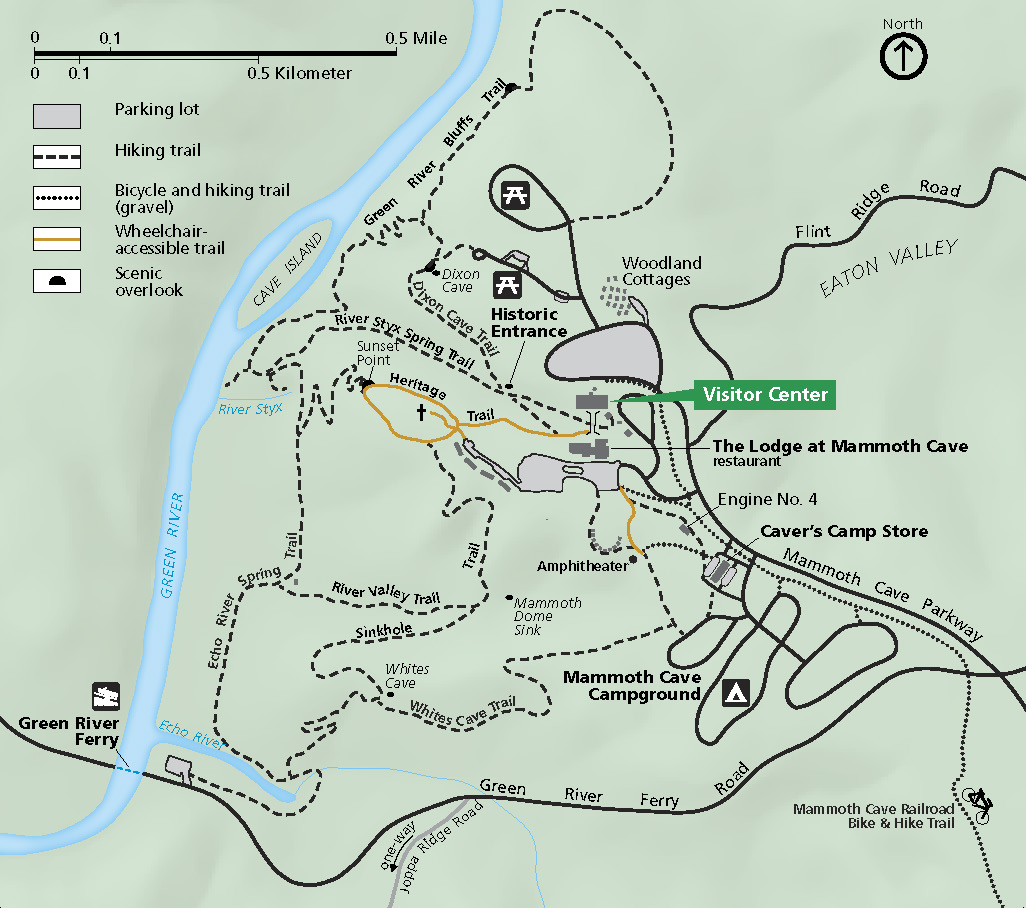 0 0.1 0.5 Mile
0 0.1 0.5 Kilometer
North
Parking lot
Hiking trail
Bicycle and hiking trail
(gravel)
Wheelchair-
accessible trail
Scenic
overlook
Green River Bluffs Trail
Flint Ridge Road
EATON VALLEY
CAVE ISLAND
Dixon
Cave
Dixon Cave Trail
Woodland
Cottages
Historic
Entrance
River Styx Spring Trail
Sunset
Point
Heritage Trail
River Styx
Visitor Center
The Lodge at Mammoth Cave
restaurant
Engine No. 4
Caver's Camp Store
Amphitheater
Mammoth Cave Parkway
GREEN RIVER
Echo River Spring Trail
River Valley Trail
Sinkhole Trail
Mammoth
Dome
Sink
Whites
Cave
Whites Cave Trail
Mammoth Cave
Campground
Green River
Ferry
Echo River
Green River Ferry Road
one-way
Joppa Ridge Road
Mammoth Cave Railroad
Bike & Hike Trail